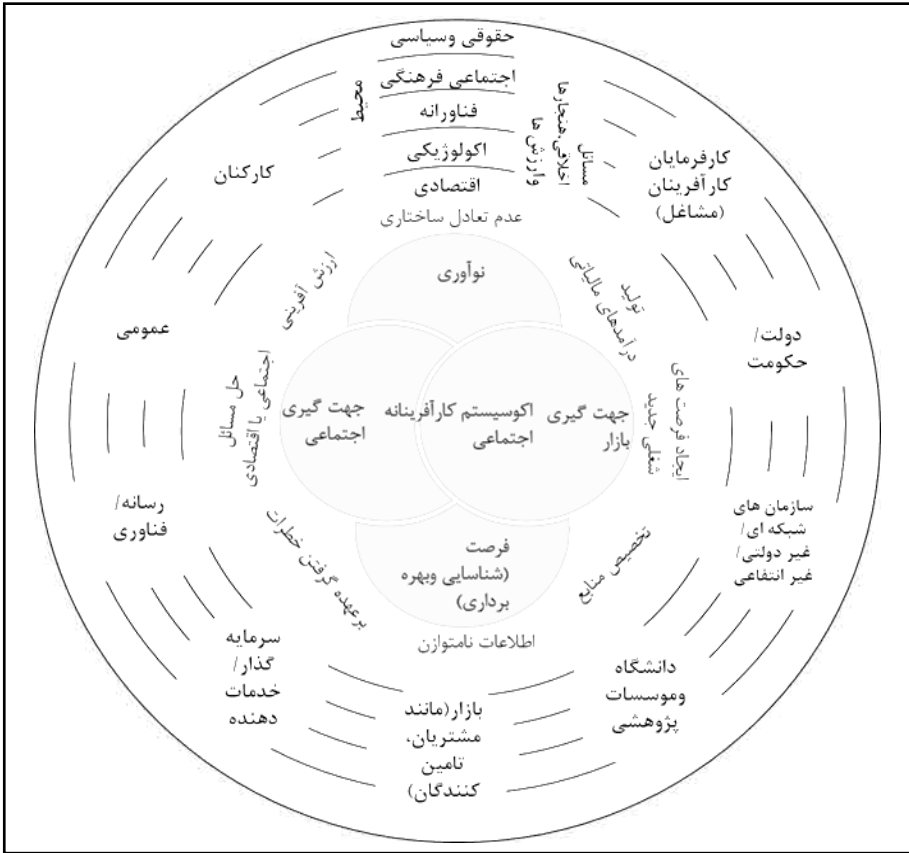 حقوقی وسیاسی
اجتماعی فرهنگی
فناورانه
اکولوژیکی
اقتصادی
عدم تعادل ساختاری
محیط
مسائل
اخلاقی،هنجارها
وارزش ها
کارفرمایان
کارآفرینان
(مشاغل)
کارکنان
نوآوری
ارزش آفرینی
تولید
درآمدهای مالیاتی
عمومی
دولت/
حکومت
حل مسائل
اجتماعی یا اقتصادی
جهت گیری
اجتماعی
اکوسیستم کارآفرینانه
اجتماعی
جهت گیری
بازار
ایجاد فرصت های
شغلی جدید
رسانه/
فناوری
سازمان های
شبکه ای/
غیر دولتی/
غیر انتفاعی
برعهده گرفتن خطرات
فرصت
(شناسایی وبهره
برداری)
تخصیص منابع
اطلاعات نامتوازن
سرمایه
گذار/
خدمات
دهنده
بازار(مانند
مشتریان،
تامین
کنندگان)
دانشگاه
وموسسات
پژوهشی